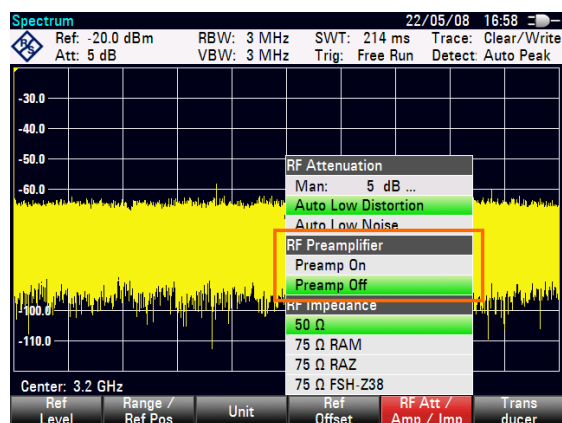 Spectrum 22/05/08 16:58
Ref: -20.0 dBm RBW: 3 MHz SWT: 214 ms Trace: Clear/Write
Att: 5 dB VBW: 3 MHz Trig: Free Run Detect: Auto Peak
-30.0
-40.0
-50.0
RF Attenuation
-60.0
Man: 5 dB ...
Auto Low Distortion
Auto Low Noise
RF Preamplifier
Preamp On
Preamp Off
-100.0
RF Impedance
50 Ω
-110.0
75 Ω RAM
75 Ω RAZ
Center: 3.2 GHz
75 Ω FSH-Z38
Ref Level
Range / Ref Pos
Unit
Ref Offset
RF Att / Amp / Imp
Trans ducer